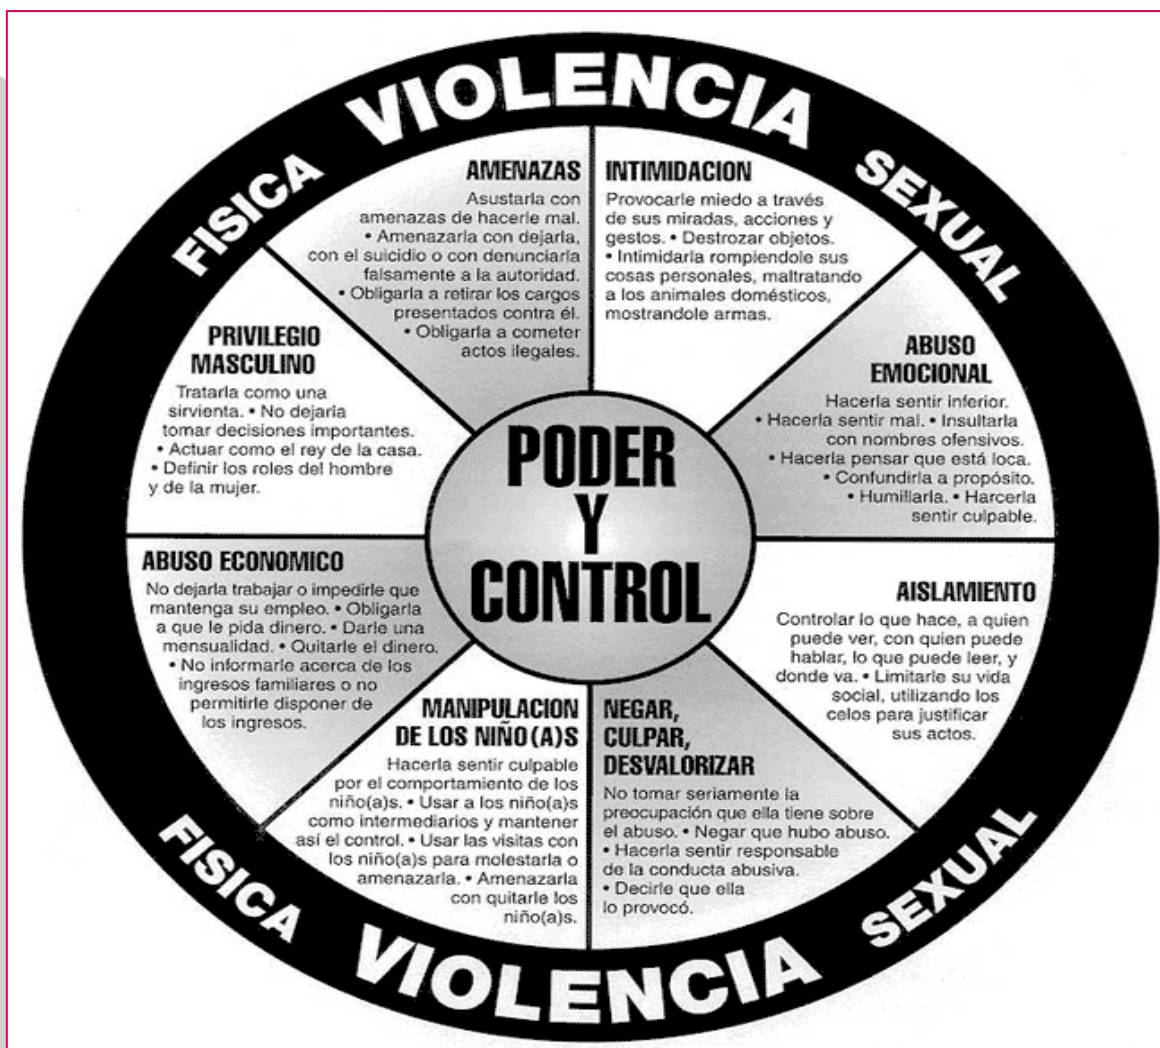 VIOLENCIA
FISICA
SEXUAL
AMENAZAS
Asustarla con
amenazas de hacerle mal.
• Amenazarla con dejarla,
con el suicidio o con denunciarla
falsamente a la autoridad.
• Obligarla a retirar los cargos
presentados contra él.
• Obligarla a cometer
actos ilegales.
INTIMIDACION
Provocarle miedo a través
de sus miradas, acciones y
gestos. • Destrozar objetos.
• Intimidarla rompiendole sus
cosas personales, maltratando
a los animales domésticos,
mostrandole armas.
PRIVILEGIO
MASCULINO
Tratarla como una
sirvienta. • No dejarla
tomar decisiones importantes.
• Actuar como el rey de la casa.
• Definir los roles del hombre
y de la mujer.
ABUSO
EMOCIONAL
Hacerla sentir inferior.
• Hacerla sentir mal. • Insultarla
con nombres ofensivos.
• Hacerla pensar que está loca.
• Confundirla a propósito.
• Humillarla. • Harcerla
sentir culpable.
PODER
Y
CONTROL
ABUSO ECONOMICO
No dejarla trabajar o impedirle que
mantenga su empleo. • Obligarla
a que le pida dinero. • Darle una
mensualidad. • Quitarle el dinero.
• No informarle acerca de los
ingresos familiares o no
permitirle disponer de
los ingresos.
AISLAMIENTO
Controlar lo que hace, a quien
puede ver, con quien puede
hablar, lo que puede leer, y
donde va. • Limitarle su vida
social, utilizando los
celos para justificar
sus actos.
MANIPULACION
DE LOS NIÑO(A)S
Hacerla sentir culpable
por el comportamiento de los
niño(a)s. • Usar a los niño(a)s
como intermediarios y mantener
así el control. • Usar las visitas con
los niño(a)s para molestarla o
amenazarla. • Amenazarla
con quitarle los
niño(a)s.
NEGAR,
CULPAR,
DESVALORIZAR
No tomar seriamente la
preocupación que ella tiene sobre
el abuso. • Negar que hubo abuso.
• Hacerla sentir responsable
de la conducta abusiva.
• Decirle que ella
lo provocó.
FISICA
VIOLENCIA
SEXUAL